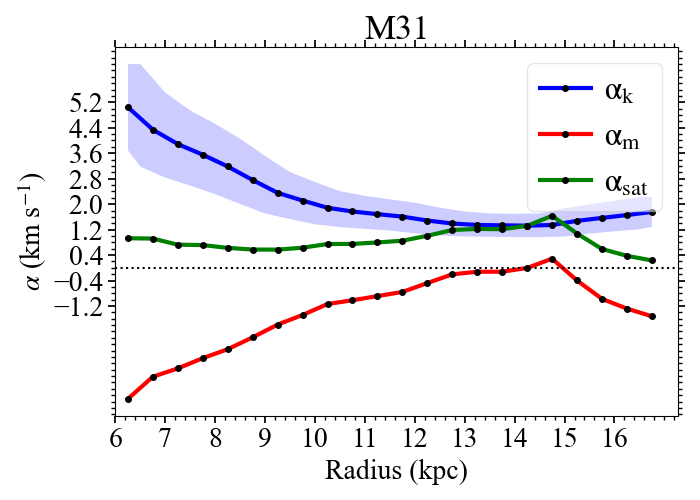 M31
α_k
α_m
α_sat
5.2
4.4
3.6
2.8
2.0
1.2
0.4
−0.4
−1.2
α (km s⁻¹)
6 7 8 9 10 11 12 13 14 15 16
Radius (kpc)